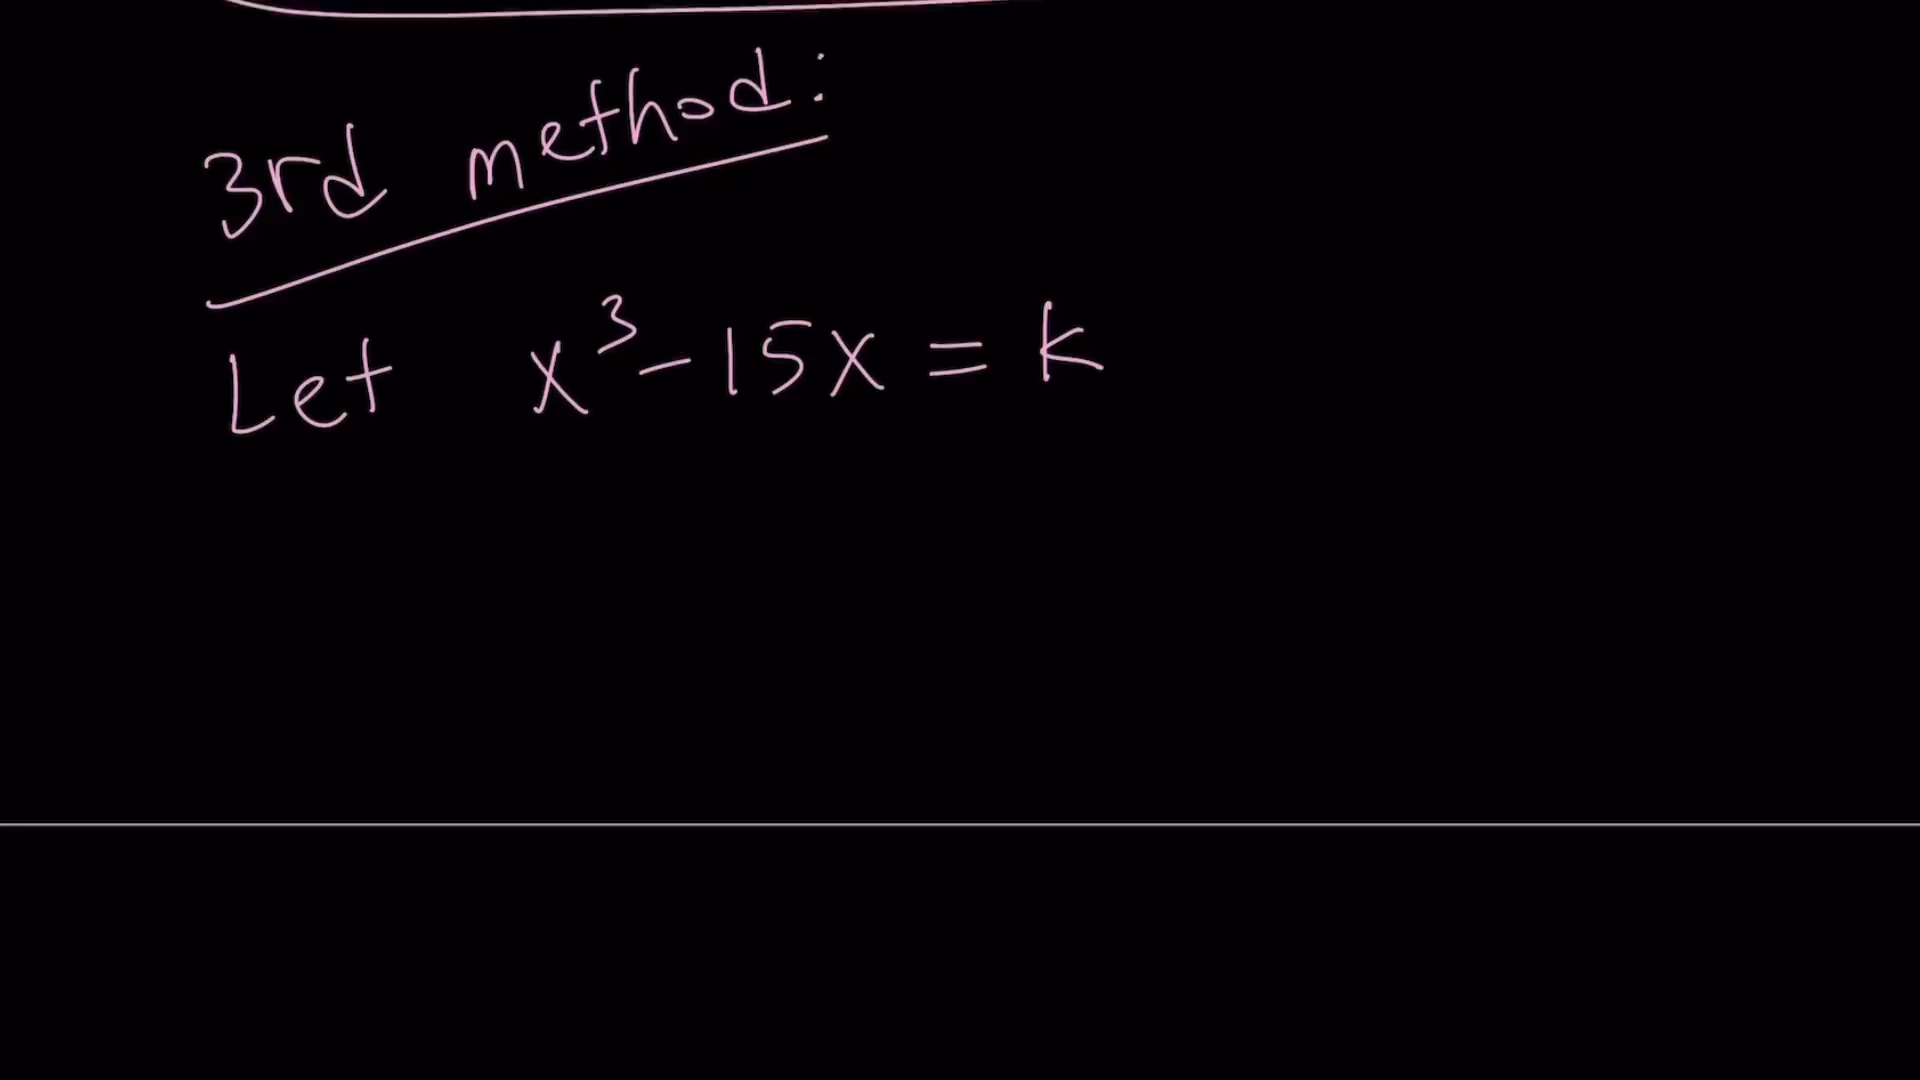 3rd method:
Let x³-15x = k